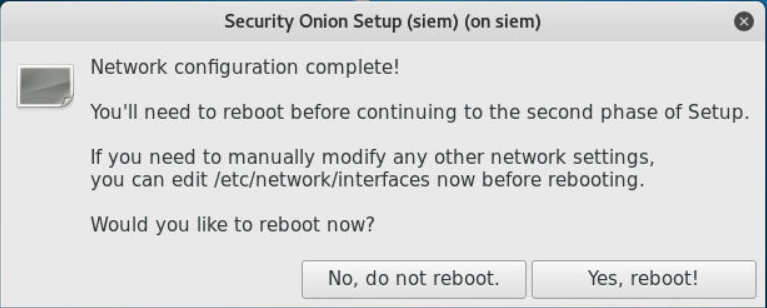 Security Onion Setup (siem) (on siem)
Network configuration complete!
You'll need to reboot before continuing to the second phase of Setup.
If you need to manually modify any other network settings,
you can edit /etc/network/interfaces now before rebooting.
Would you like to reboot now?
No, do not reboot.
Yes, reboot!